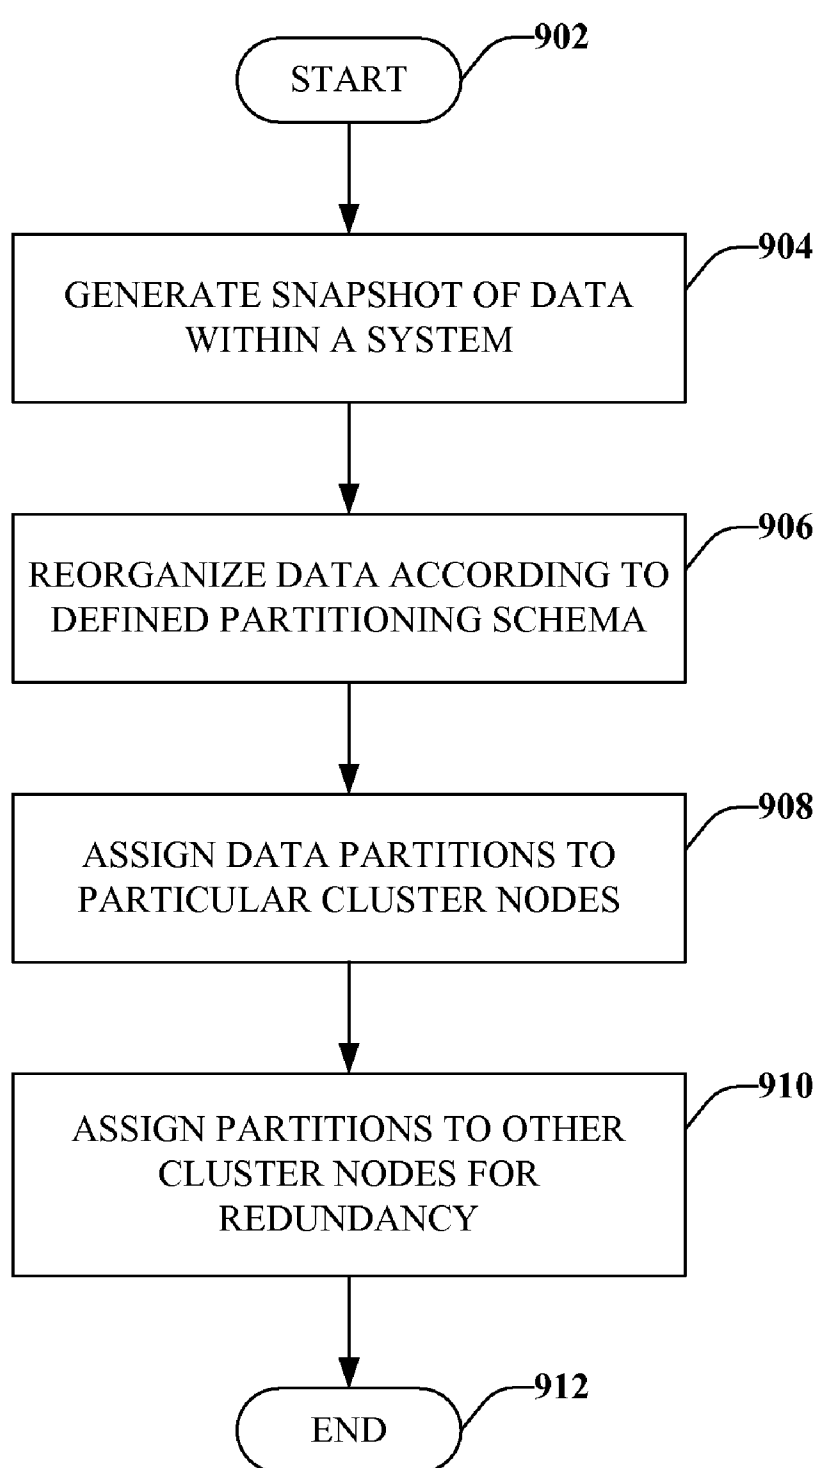 902
START
904
GENERATE SNAPSHOT OF DATA
WITHIN A SYSTEM
906
REORGANIZE DATA ACCORDING TO
DEFINED PARTITIONING SCHEMA
908
ASSIGN DATA PARTITIONS TO
PARTICULAR CLUSTER NODES
910
ASSIGN PARTITIONS TO OTHER
CLUSTER NODES FOR
REDUNDANCY
912
END